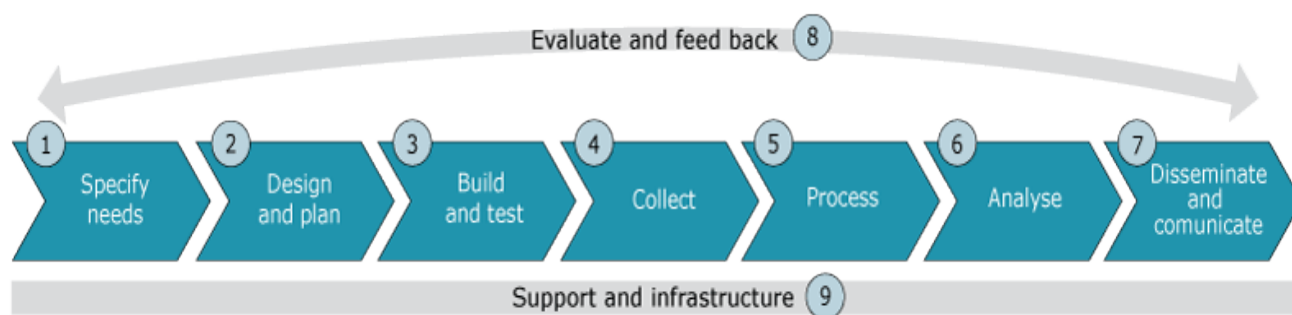 Evaluate and feed back 8
1
Specify
needs
2
Design
and plan
3
Build
and test
4
Collect
5
Process
6
Analyse
7
Disseminate
and
comunicate
Support and infrastructure 9